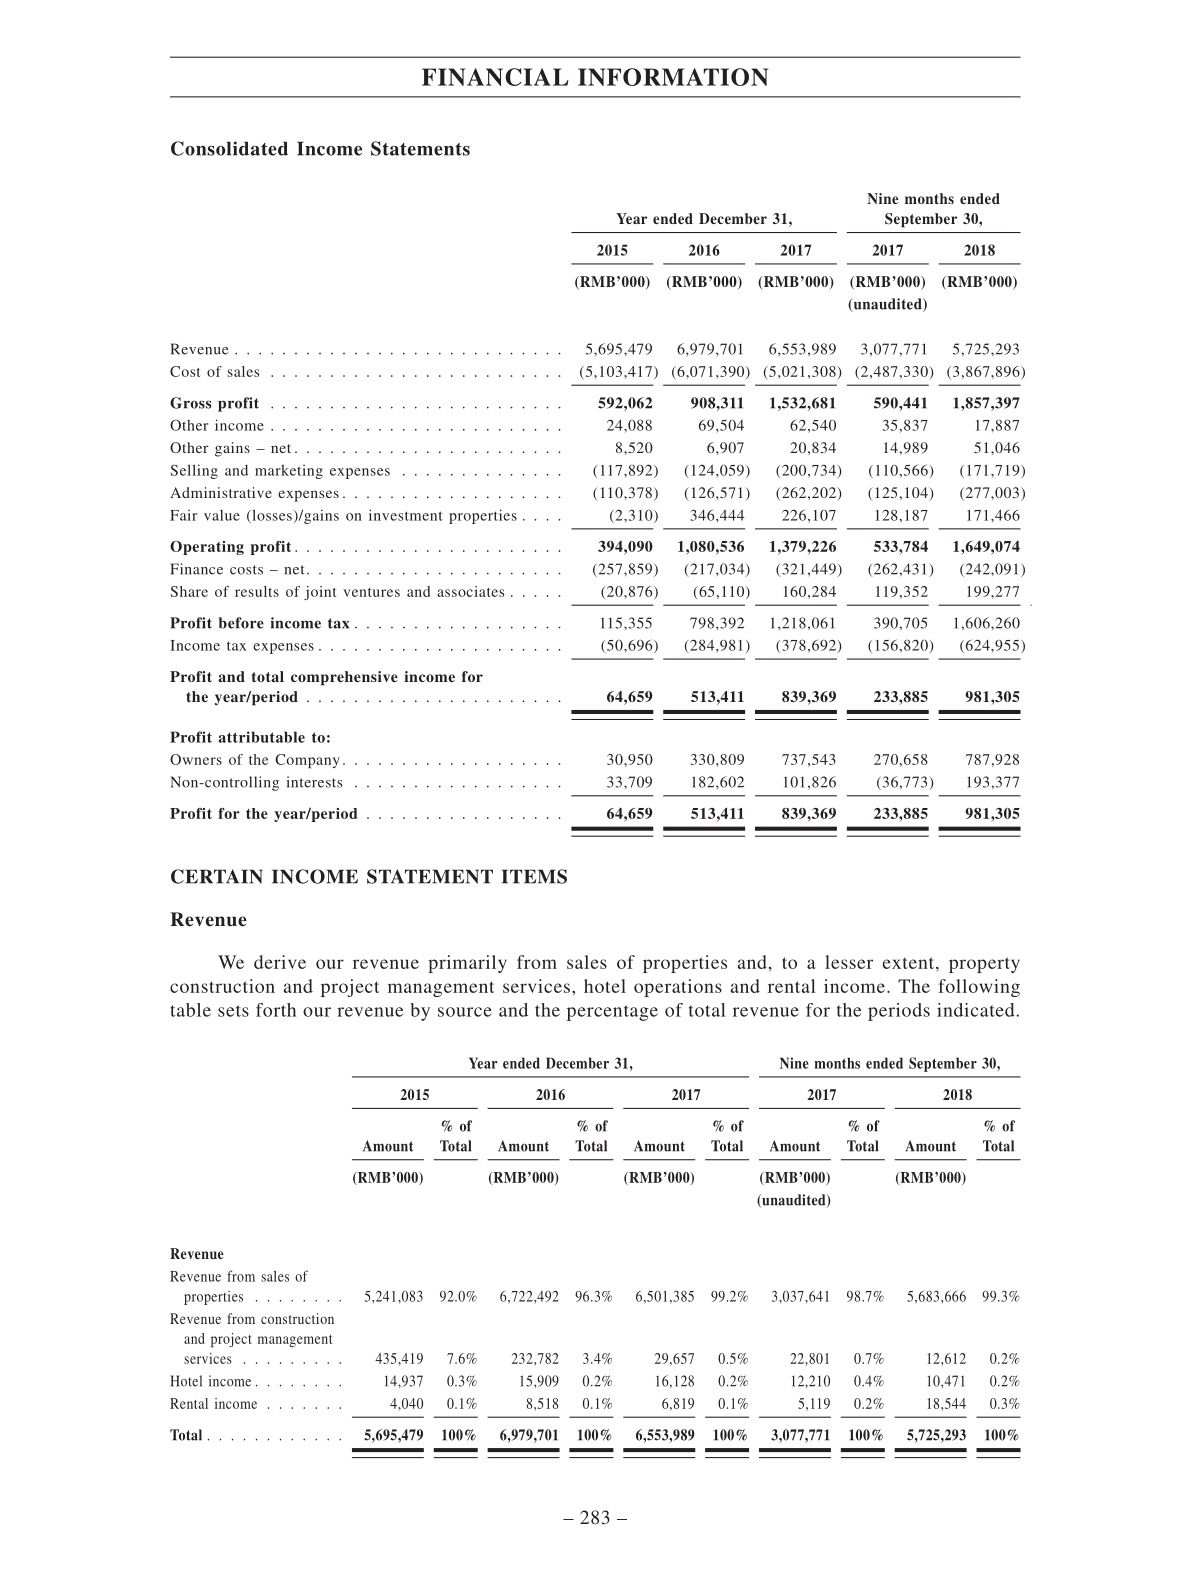 FINANCIAL INFORMATION
Consolidated Income Statements
Nine months ended
Year ended December 31, September 30,
2015 2016 2017 2017 2018
(RMB’000) (RMB’000) (RMB’000) (RMB’000) (RMB’000)
(unaudited)
Revenue . . . . . . . . . . . . . . . . . . . . . . . . . . . . 5,695,479 6,979,701 6,553,989 3,077,771 5,725,293
Cost of sales . . . . . . . . . . . . . . . . . . . . . . . . . (5,103,417) (6,071,390) (5,021,308) (2,487,330) (3,867,896)
Gross profit . . . . . . . . . . . . . . . . . . . . . . . . . 592,062 908,311 1,532,681 590,441 1,857,397
Other income . . . . . . . . . . . . . . . . . . . . . . . . . 24,088 69,504 62,540 35,837 17,887
Other gains – net. . . . . . . . . . . . . . . . . . . . . . . 8,520 6,907 20,834 14,989 51,046
Selling and marketing expenses . . . . . . . . . . . . . . (117,892) (124,059) (200,734) (110,566) (171,719)
Administrative expenses. . . . . . . . . . . . . . . . . . . (110,378) (126,571) (262,202) (125,104) (277,003)
Fair value (losses)/gains on investment properties . . . . (2,310) 346,444 226,107 128,187 171,466
Operating profit. . . . . . . . . . . . . . . . . . . . . . . 394,090 1,080,536 1,379,226 533,784 1,649,074
Finance costs – net. . . . . . . . . . . . . . . . . . . . . . (257,859) (217,034) (321,449) (262,431) (242,091)
Share of results of joint ventures and associates . . . . . (20,876) (65,110) 160,284 119,352 199,277
Profit before income tax . . . . . . . . . . . . . . . . . . 115,355 798,392 1,218,061 390,705 1,606,260
Income tax expenses . . . . . . . . . . . . . . . . . . . . . (50,696) (284,981) (378,692) (156,820) (624,955)
Profit and total comprehensive income for
the year/period . . . . . . . . . . . . . . . . . . . . . . 64,659 513,411 839,369 233,885 981,305
Profit attributable to:
Owners of the Company. . . . . . . . . . . . . . . . . . . 30,950 330,809 737,543 270,658 787,928
Non-controlling interests . . . . . . . . . . . . . . . . . . 33,709 182,602 101,826 (36,773) 193,377
Profit for the year/period . . . . . . . . . . . . . . . . . 64,659 513,411 839,369 233,885 981,305
CERTAIN INCOME STATEMENT ITEMS
Revenue
We derive our revenue primarily from sales of properties and, to a lesser extent, property
construction and project management services, hotel operations and rental income. The following
table sets forth our revenue by source and the percentage of total revenue for the periods indicated.
Year ended December 31, Nine months ended September 30,
2015 2016 2017 2017 2018
% of % of % of % of % of
Amount Total Amount Total Amount Total Amount Total Amount Total
(RMB’000) (RMB’000) (RMB’000) (RMB’000) (RMB’000)
(unaudited)
Revenue
Revenue from sales of
properties . . . . . . . . 5,241,083 92.0% 6,722,492 96.3% 6,501,385 99.2% 3,037,641 98.7% 5,683,666 99.3%
Revenue from construction
and project management
services . . . . . . . . . 435,419 7.6% 232,782 3.4% 29,657 0.5% 22,801 0.7% 12,612 0.2%
Hotel income . . . . . . . . 14,937 0.3% 15,909 0.2% 16,128 0.2% 12,210 0.4% 10,471 0.2%
Rental income . . . . . . . 4,040 0.1% 8,518 0.1% 6,819 0.1% 5,119 0.2% 18,544 0.3%
Total . . . . . . . . . . . . 5,695,479 100% 6,979,701 100% 6,553,989 100% 3,077,771 100% 5,725,293 100%
– 283 –